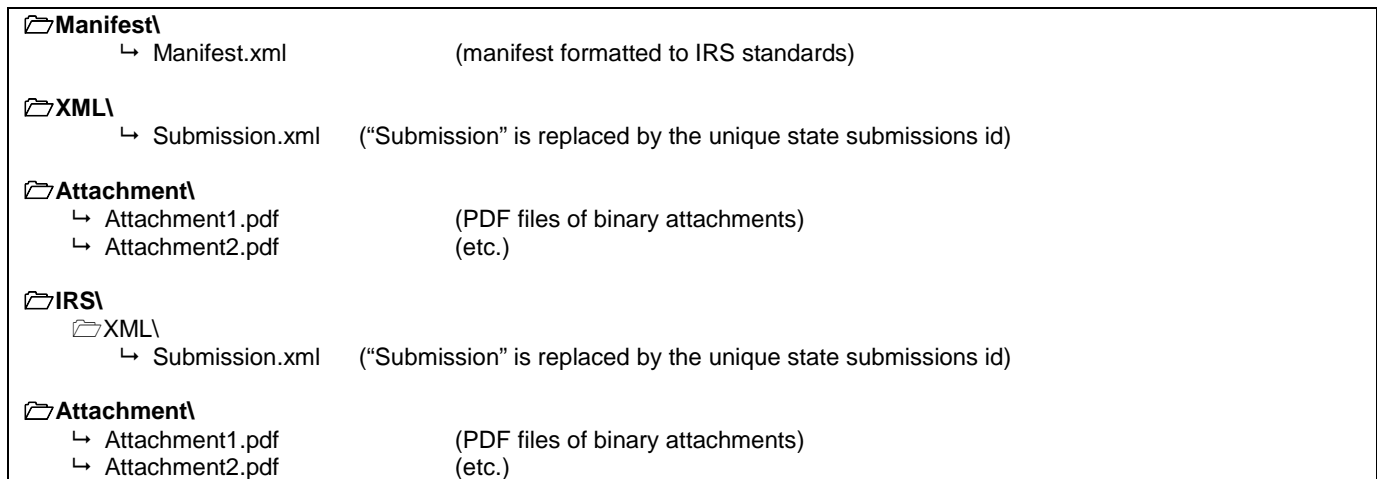 Manifest\
↳ Manifest.xml (manifest formatted to IRS standards)
XML\
↳ Submission.xml (“Submission” is replaced by the unique state submissions id)
Attachment\
↳ Attachment1.pdf (PDF files of binary attachments)
↳ Attachment2.pdf (etc.)
IRS\
XML\
↳ Submission.xml (“Submission” is replaced by the unique state submissions id)
Attachment\
↳ Attachment1.pdf (PDF files of binary attachments)
↳ Attachment2.pdf (etc.)